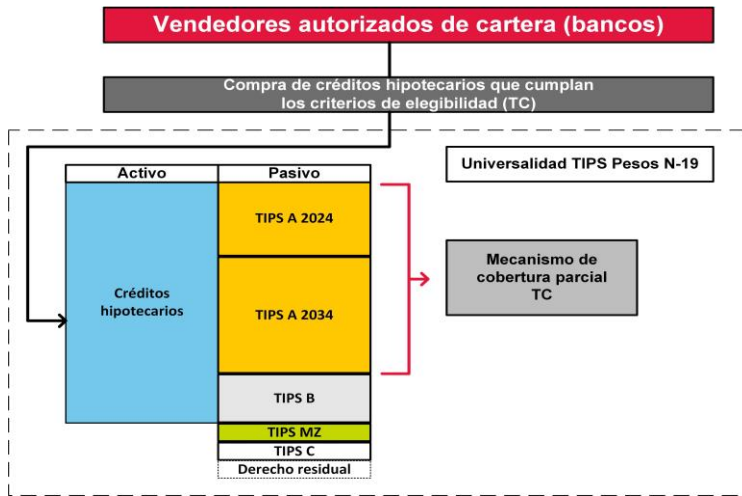 Vendedores autorizados de cartera (bancos)
Compra de créditos hipotecarios que cumplan
los criterios de elegibilidad (TC)
Universalidad TIPS Pesos N-19
Activo
Pasivo
TIPS A 2024
Mecanismo de
cobertura parcial
TC
Créditos
hipotecarios
TIPS A 2034
TIPS B
TIPS MZ
TIPS C
Derecho residual